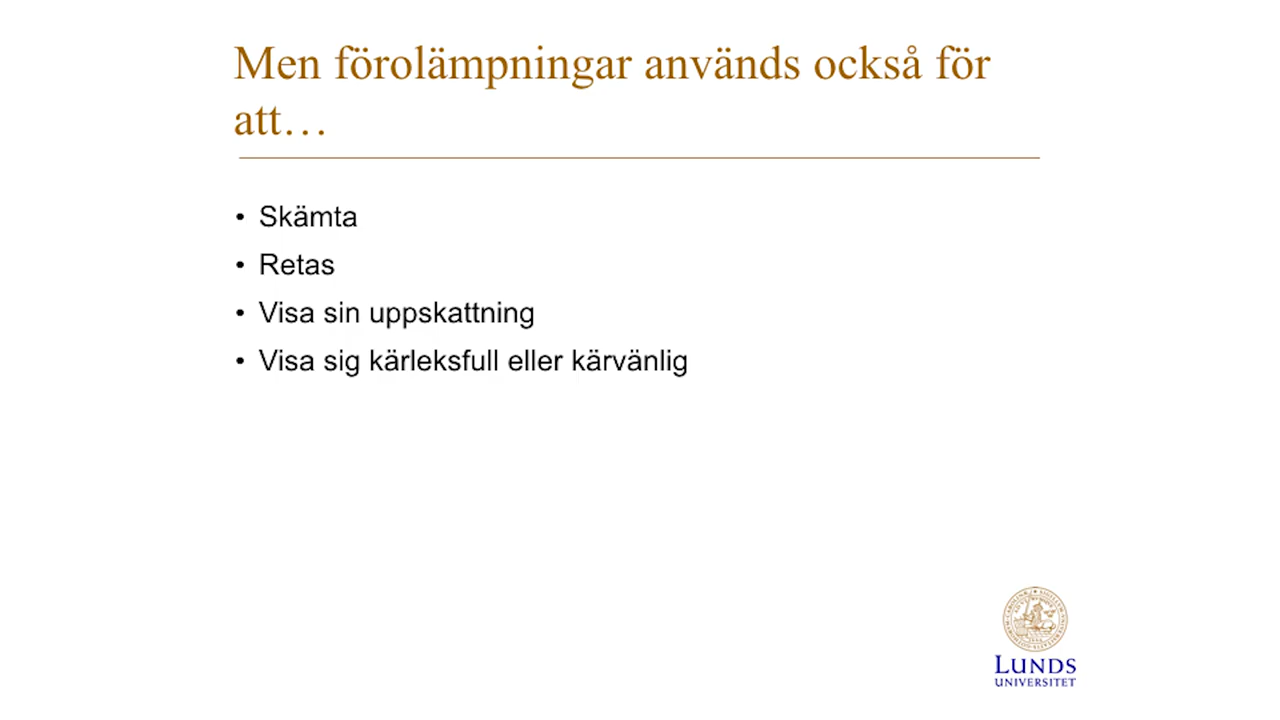 Men förolämpningar används också för
att…
• Skämta
• Retas
• Visa sin uppskattning
• Visa sig kärleksfull eller kärvänlig
LUNDS
UNIVERSITET